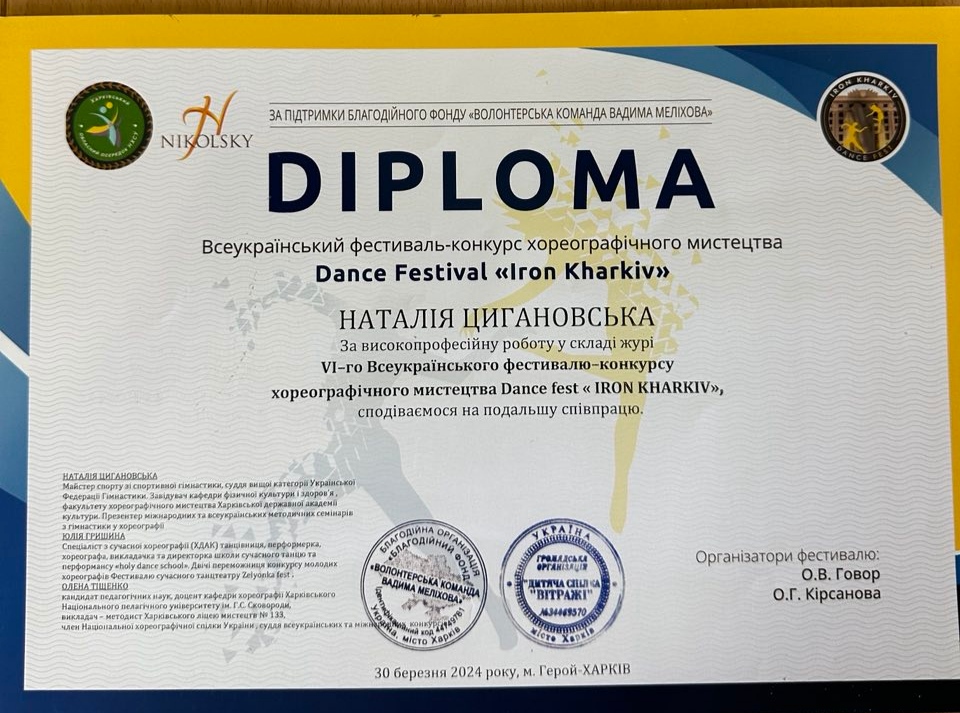 ЗА ПІДТРИМКИ БЛАГОДІЙНОГО ФОНДУ «ВОЛОНТЕРСЬКА КОМАНДА ВАДИМА МЕЛІХОВА»
NIKOLSKY
IRON KHARKIV
DANCE FEST
DIPLOMA
Всеукраїнський фестиваль-конкурс хореографічного мистецтва
Dance Festival «Iron Kharkiv»
НАТАЛІЯ ЦИГАНОВСЬКА
За високопрофесійну роботу у складі журі
VI–го Всеукраїнського фестивалю–конкурсу
хореографічного мистецтва Dance fest « IRON KHARKIV»,
сподіваємося на подальшу співпрацю.
НАТАЛІЯ ЦИГАНОВСЬКА
Майстер спорту зі спортивної гімнастики, суддя вищої категорії Української
Федерації Гімнастики. Завідувач кафедри фізичної культури і здоров'я ,
факультету хореографічного мистецтва Харківської державної академії
культури. Презентер міжнародних та всеукраїнських методичних семінарів
з гімнастики у хореографії
ЮЛІЯ ГРИШИНА
Спеціаліст з сучасної хореографії (ХДАК) танцівниця, перформерка,
хореографа, викладачка та директорка школи сучасного танцю та
перформансу «holy dance school». Двічі переможниця конкурсу молодих
хореографів Фестивалю сучасного танцтеатру Zelyonka fest .
ОЛЕНА ТІЩЕНКО
кандидат педагогічних наук, доцент кафедри хореографії Харківського
Національного пелагічного університету ім. Г.С. Сковороди,
викладач – методист Харківського ліцею мистецтв № 133,
член Національної хореографічної спілки України, суддя всеукраїнських та
БЛАГОДІЙНА ОРГАНІЗАЦІЯ
«БЛАГОДІЙНИЙ ФОНД
«ВОЛОНТЕРСЬКА КОМАНДА
ВАДИМА МЕЛІХОВА»
Україна, місто Харків
УКРАЇНА
ГРОМАДСЬКА
ОРГАНІЗАЦІЯ
"ДИТЯЧА СПІЛКА
"ВІТРАЖІ"
місто Харків
Організатори фестивалю:
О.В. Говор
О.Г. Кірсанова
30 березня 2024 року, м. Герой-ХАРКІВ